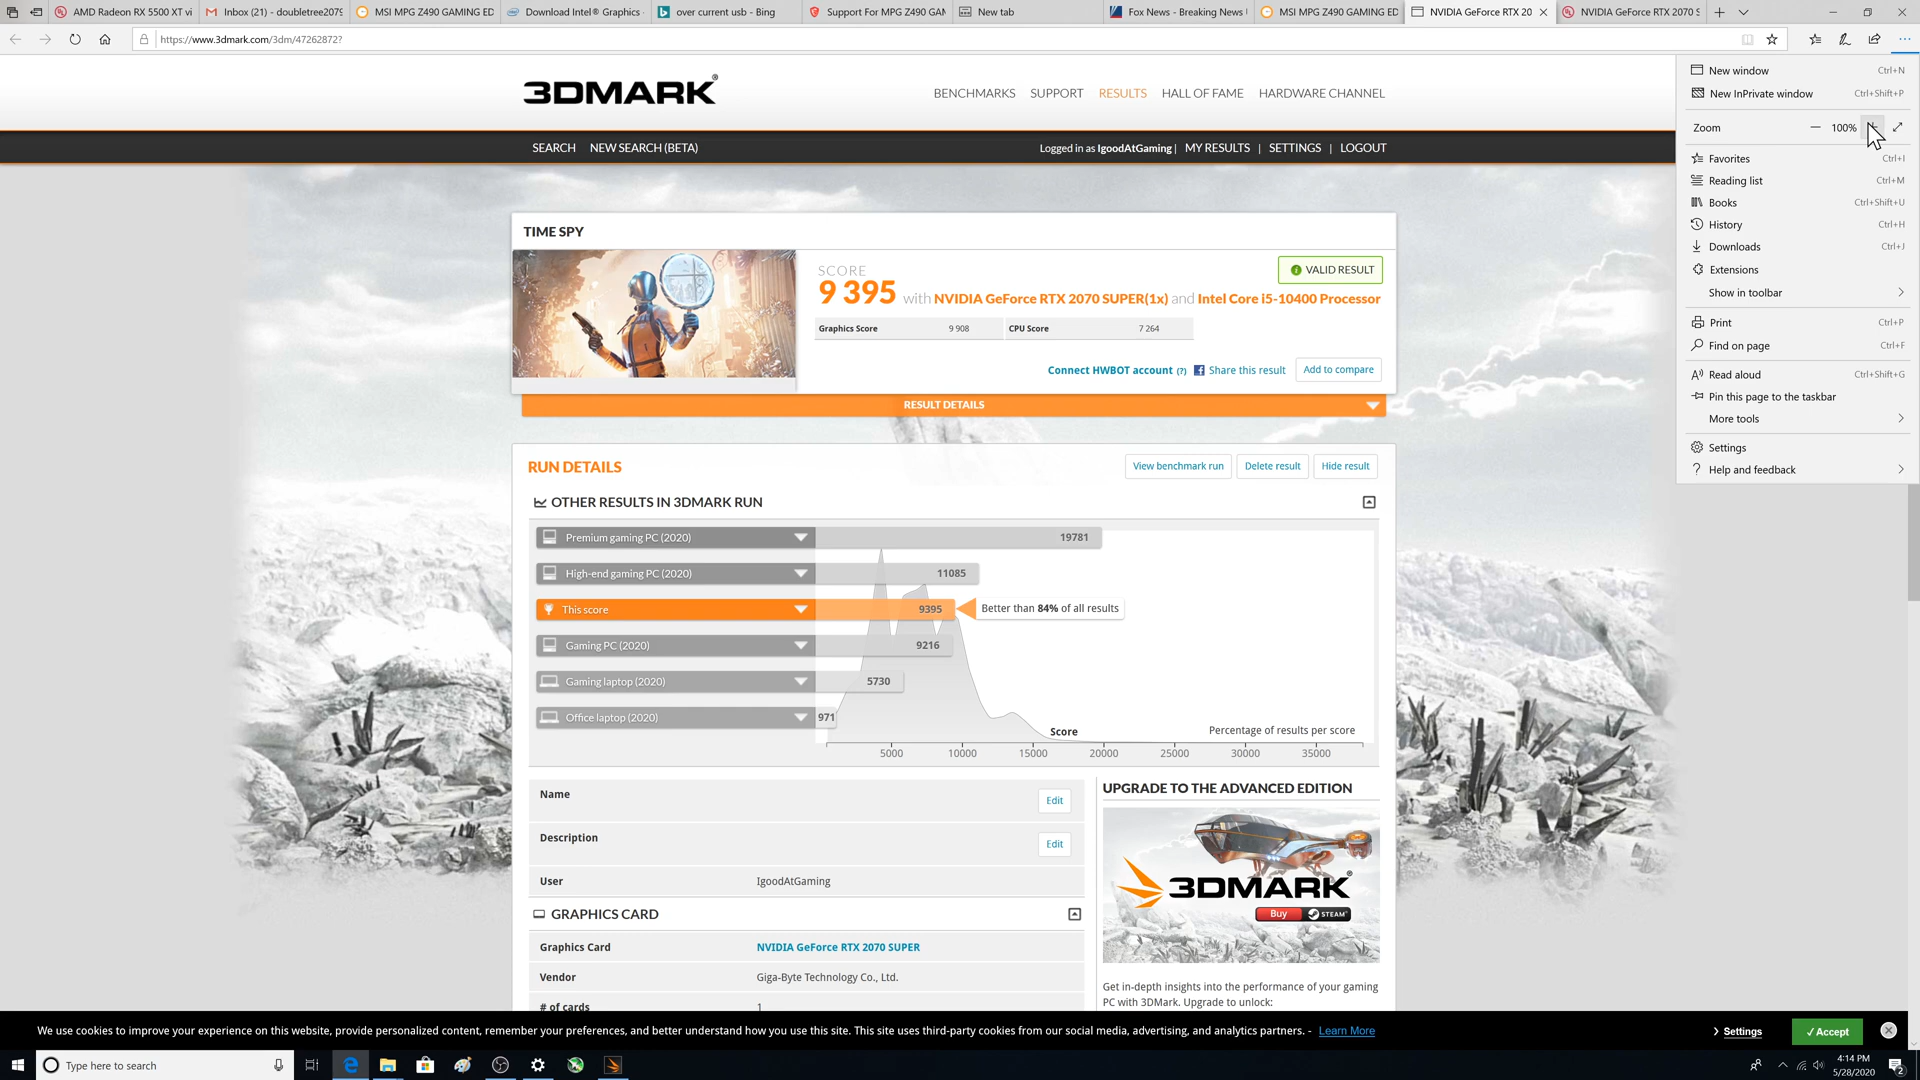 AMD Radeon RX 5500 XT vi
Inbox (21) - doubletree2079
MSI MPG Z490 GAMING ED
Download Intel® Graphics
over current usb - Bing
Support For MPG Z490 GAM
New tab
Fox News - Breaking News
MSI MPG Z490 GAMING ED
NVIDIA GeForce RTX 20
NVIDIA GeForce RTX 2070 S
https://www.3dmark.com/3dm/47262872?
3DMARK®
BENCHMARKS SUPPORT RESULTS HALL OF FAME HARDWARE CHANNEL
SEARCH NEW SEARCH (BETA)
Logged in as IgoodAtGaming | MY RESULTS | SETTINGS | LOGOUT
New window Ctrl+N
New InPrivate window Ctrl+Shift+P
Zoom 100%
Favorites Ctrl+I
Reading list Ctrl+M
Books Ctrl+Shift+U
History Ctrl+H
Downloads Ctrl+J
Extensions
Show in toolbar
Print Ctrl+P
Find on page Ctrl+F
Read aloud Ctrl+Shift+G
Pin this page to the taskbar
More tools
Settings
Help and feedback
TIME SPY
SCORE
VALID RESULT
9 395 with NVIDIA GeForce RTX 2070 SUPER(1x) and Intel Core i5-10400 Processor
Graphics Score 9 908 CPU Score 7 264
Connect HWBOT account (?) Share this result Add to compare
RESULT DETAILS
RUN DETAILS
View benchmark run Delete result Hide result
OTHER RESULTS IN 3DMARK RUN
Premium gaming PC (2020) 19781
High-end gaming PC (2020) 11085
This score 9395 Better than 84% of all results
Gaming PC (2020) 9216
Gaming laptop (2020) 5730
Office laptop (2020) 971
Score
Percentage of results per score
5000 10000 15000 20000 25000 30000 35000
Name Edit
Description Edit
User IgoodAtGaming
GRAPHICS CARD
Graphics Card NVIDIA GeForce RTX 2070 SUPER
Vendor Giga-Byte Technology Co., Ltd.
# of cards 1
UPGRADE TO THE ADVANCED EDITION
3DMARK®
Buy STEAM
Get in-depth insights into the performance of your gaming
PC with 3DMark. Upgrade to unlock:
We use cookies to improve your experience on this website, provide personalized content, remember your preferences, and better understand how you use this site. This site uses third-party cookies from our social media, advertising, and analytics partners. - Learn More
Settings
✓Accept
Type here to search
4:14 PM
5/28/2020
2